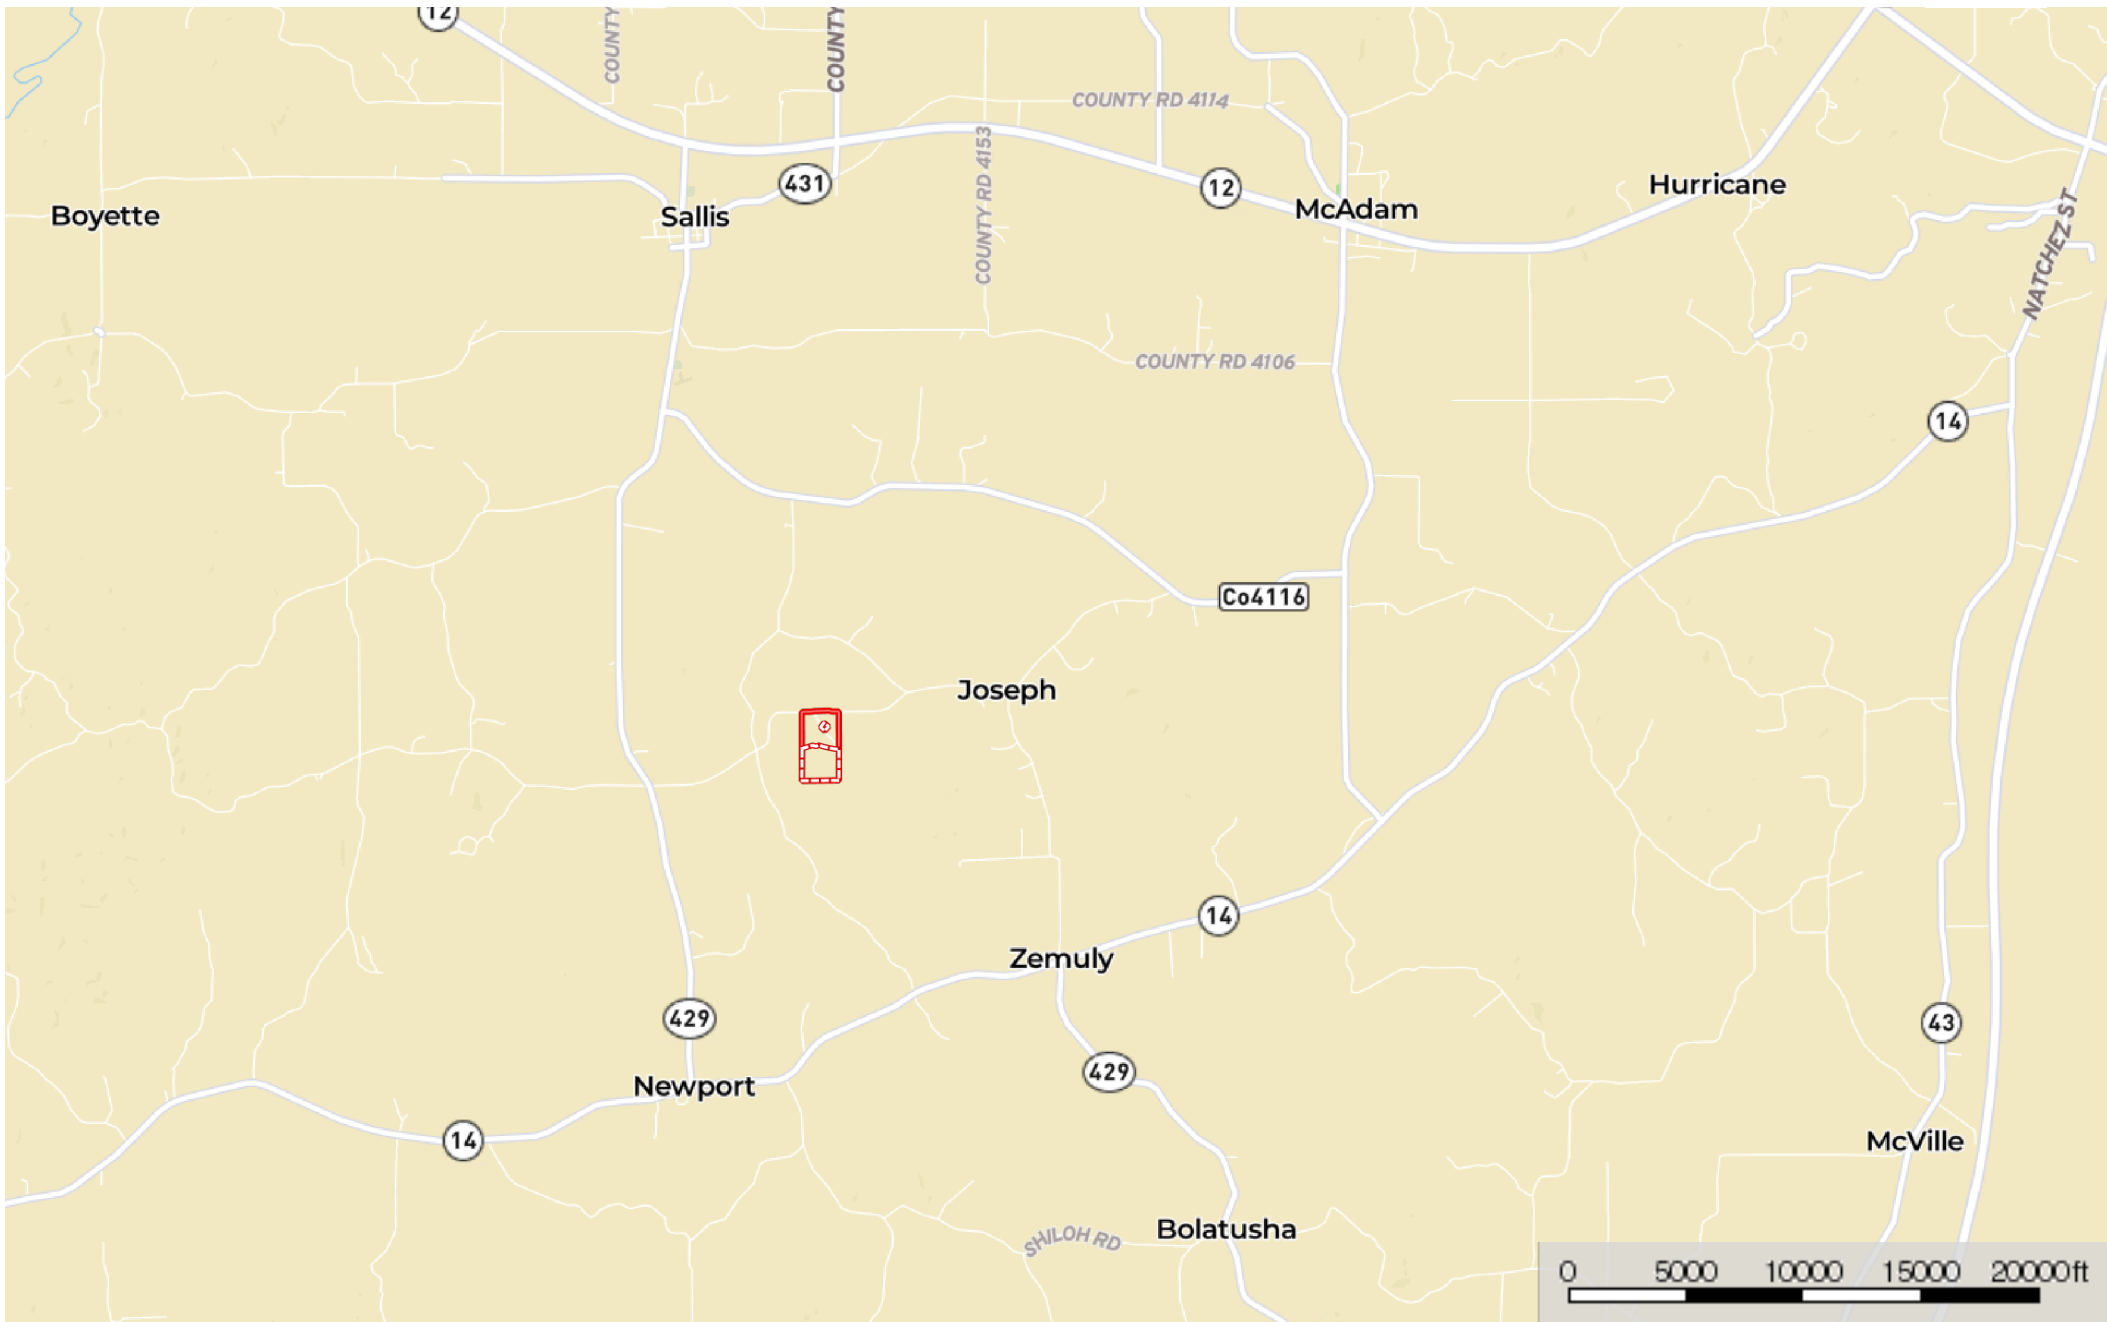 12
COUNTY
COUNTY
COUNTY RD 4114
COUNTY RD 4153
431
12
Hurricane
McAdam
Boyette
Sallis
NATCHEZ ST
COUNTY RD 4106
14
Co4116
Joseph
14
Zemuly
429
43
429
Newport
14
McVille
Bolatusha
SHILOH RD
0 5000 10000 15000 20000ft